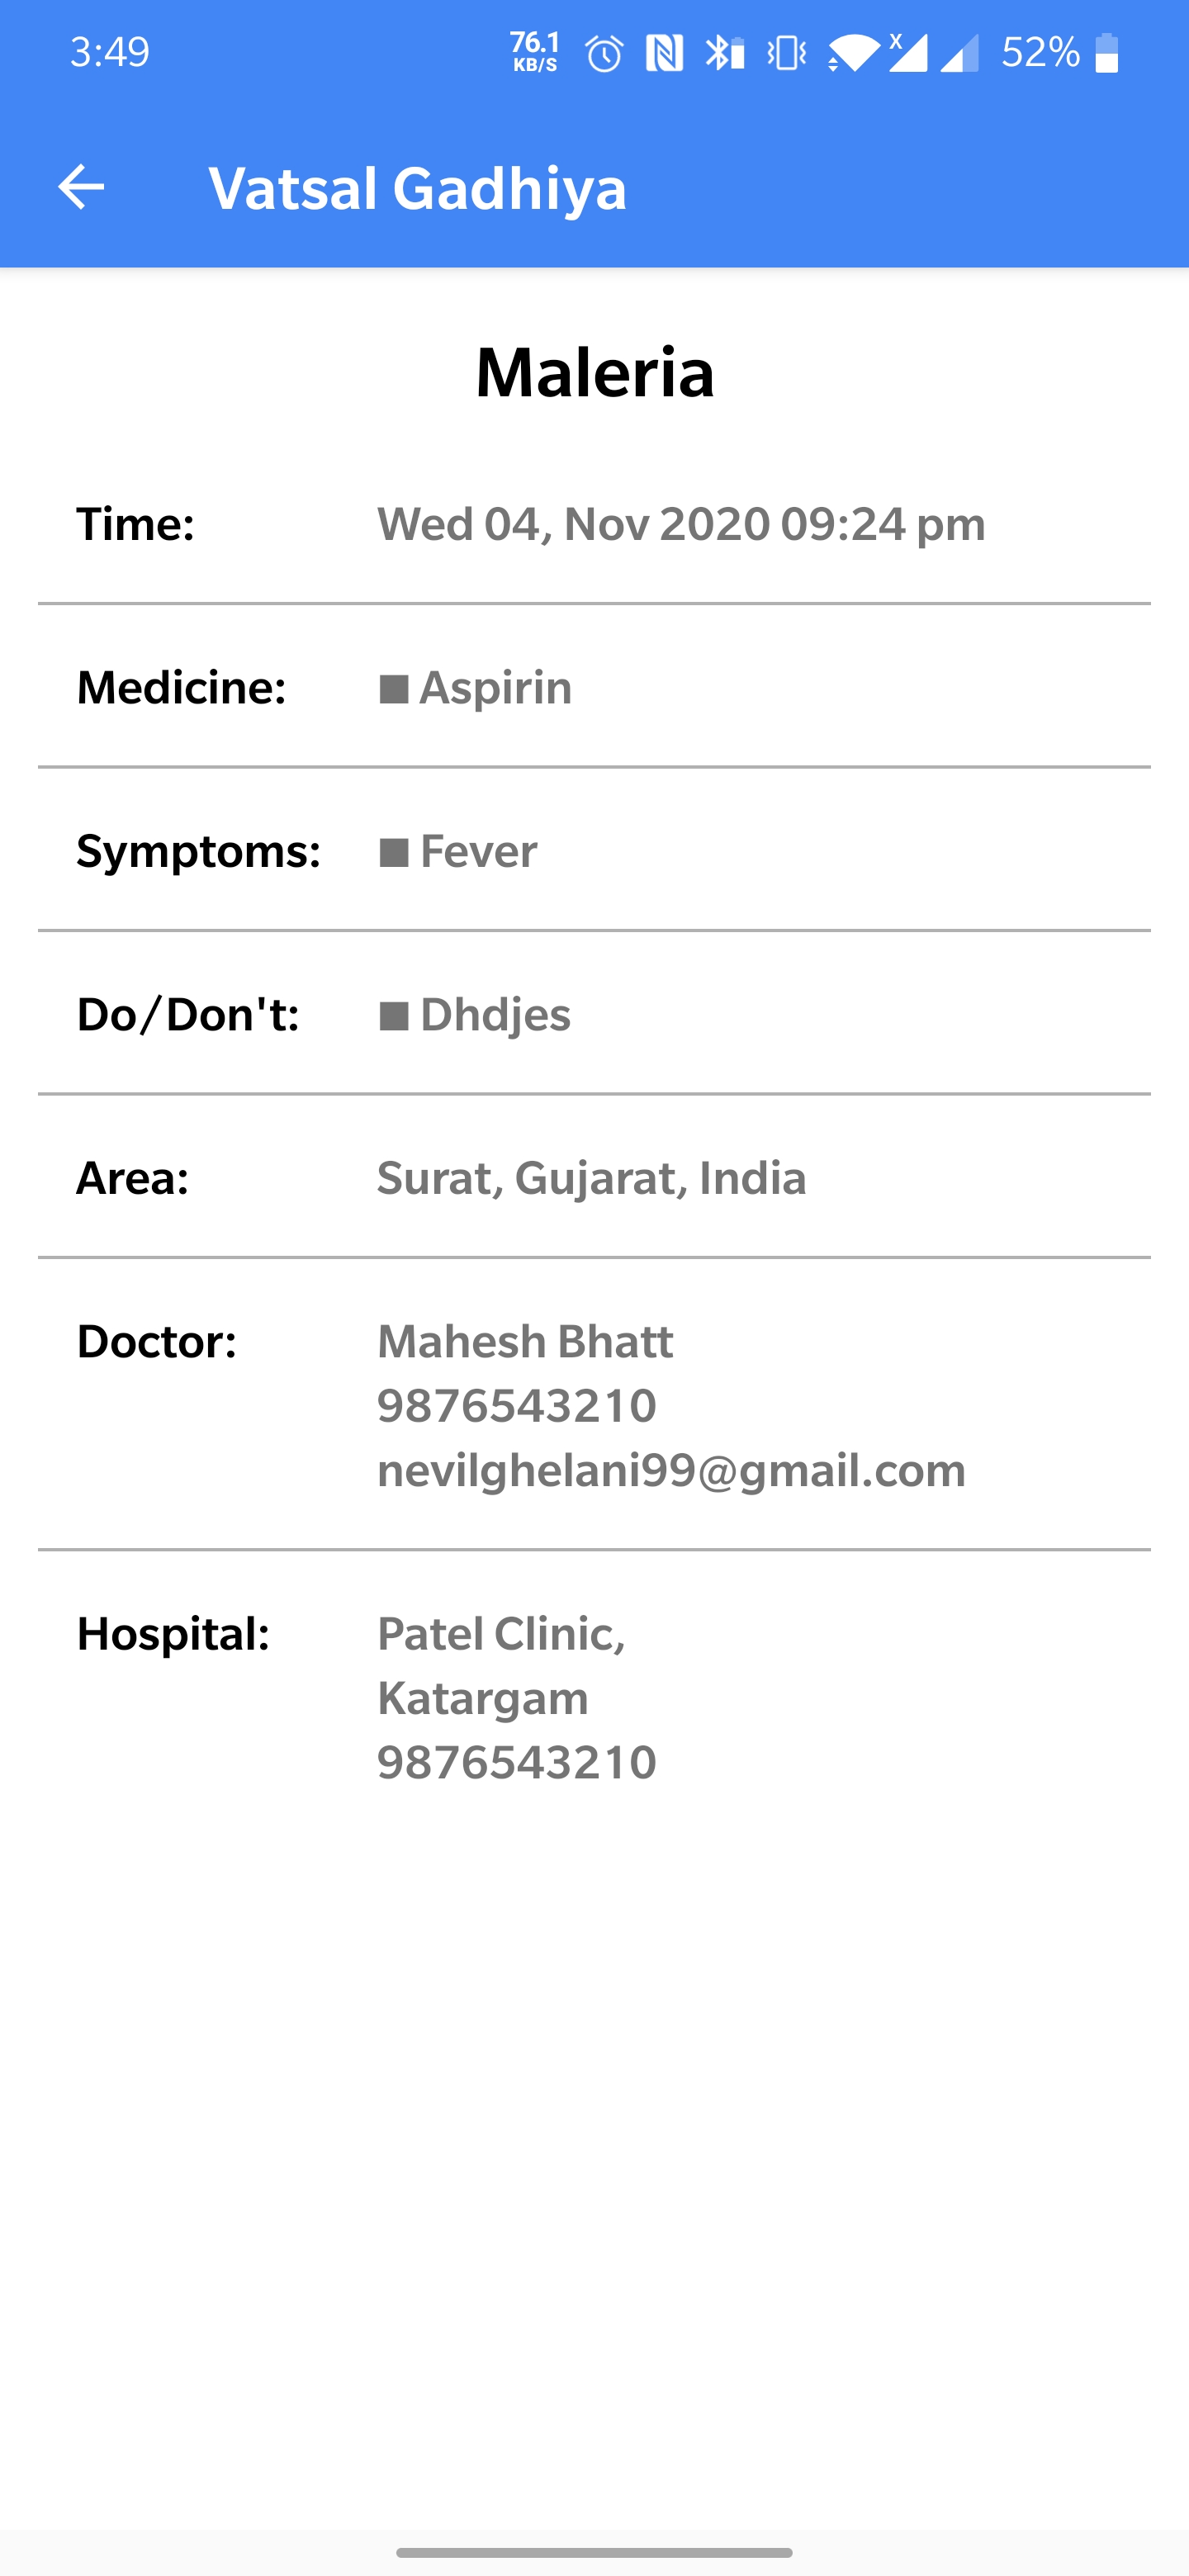 3:49 76.1 KB/S 52%
Vatsal Gadhiya
Maleria
Time: Wed 04, Nov 2020 09:24 pm
Medicine: ■ Aspirin
Symptoms: ■ Fever
Do/Don't: ■ Dhdjes
Area: Surat, Gujarat, India
Doctor: Mahesh Bhatt
9876543210
nevilghelani99@gmail.com
Hospital: Patel Clinic,
Katargam
9876543210